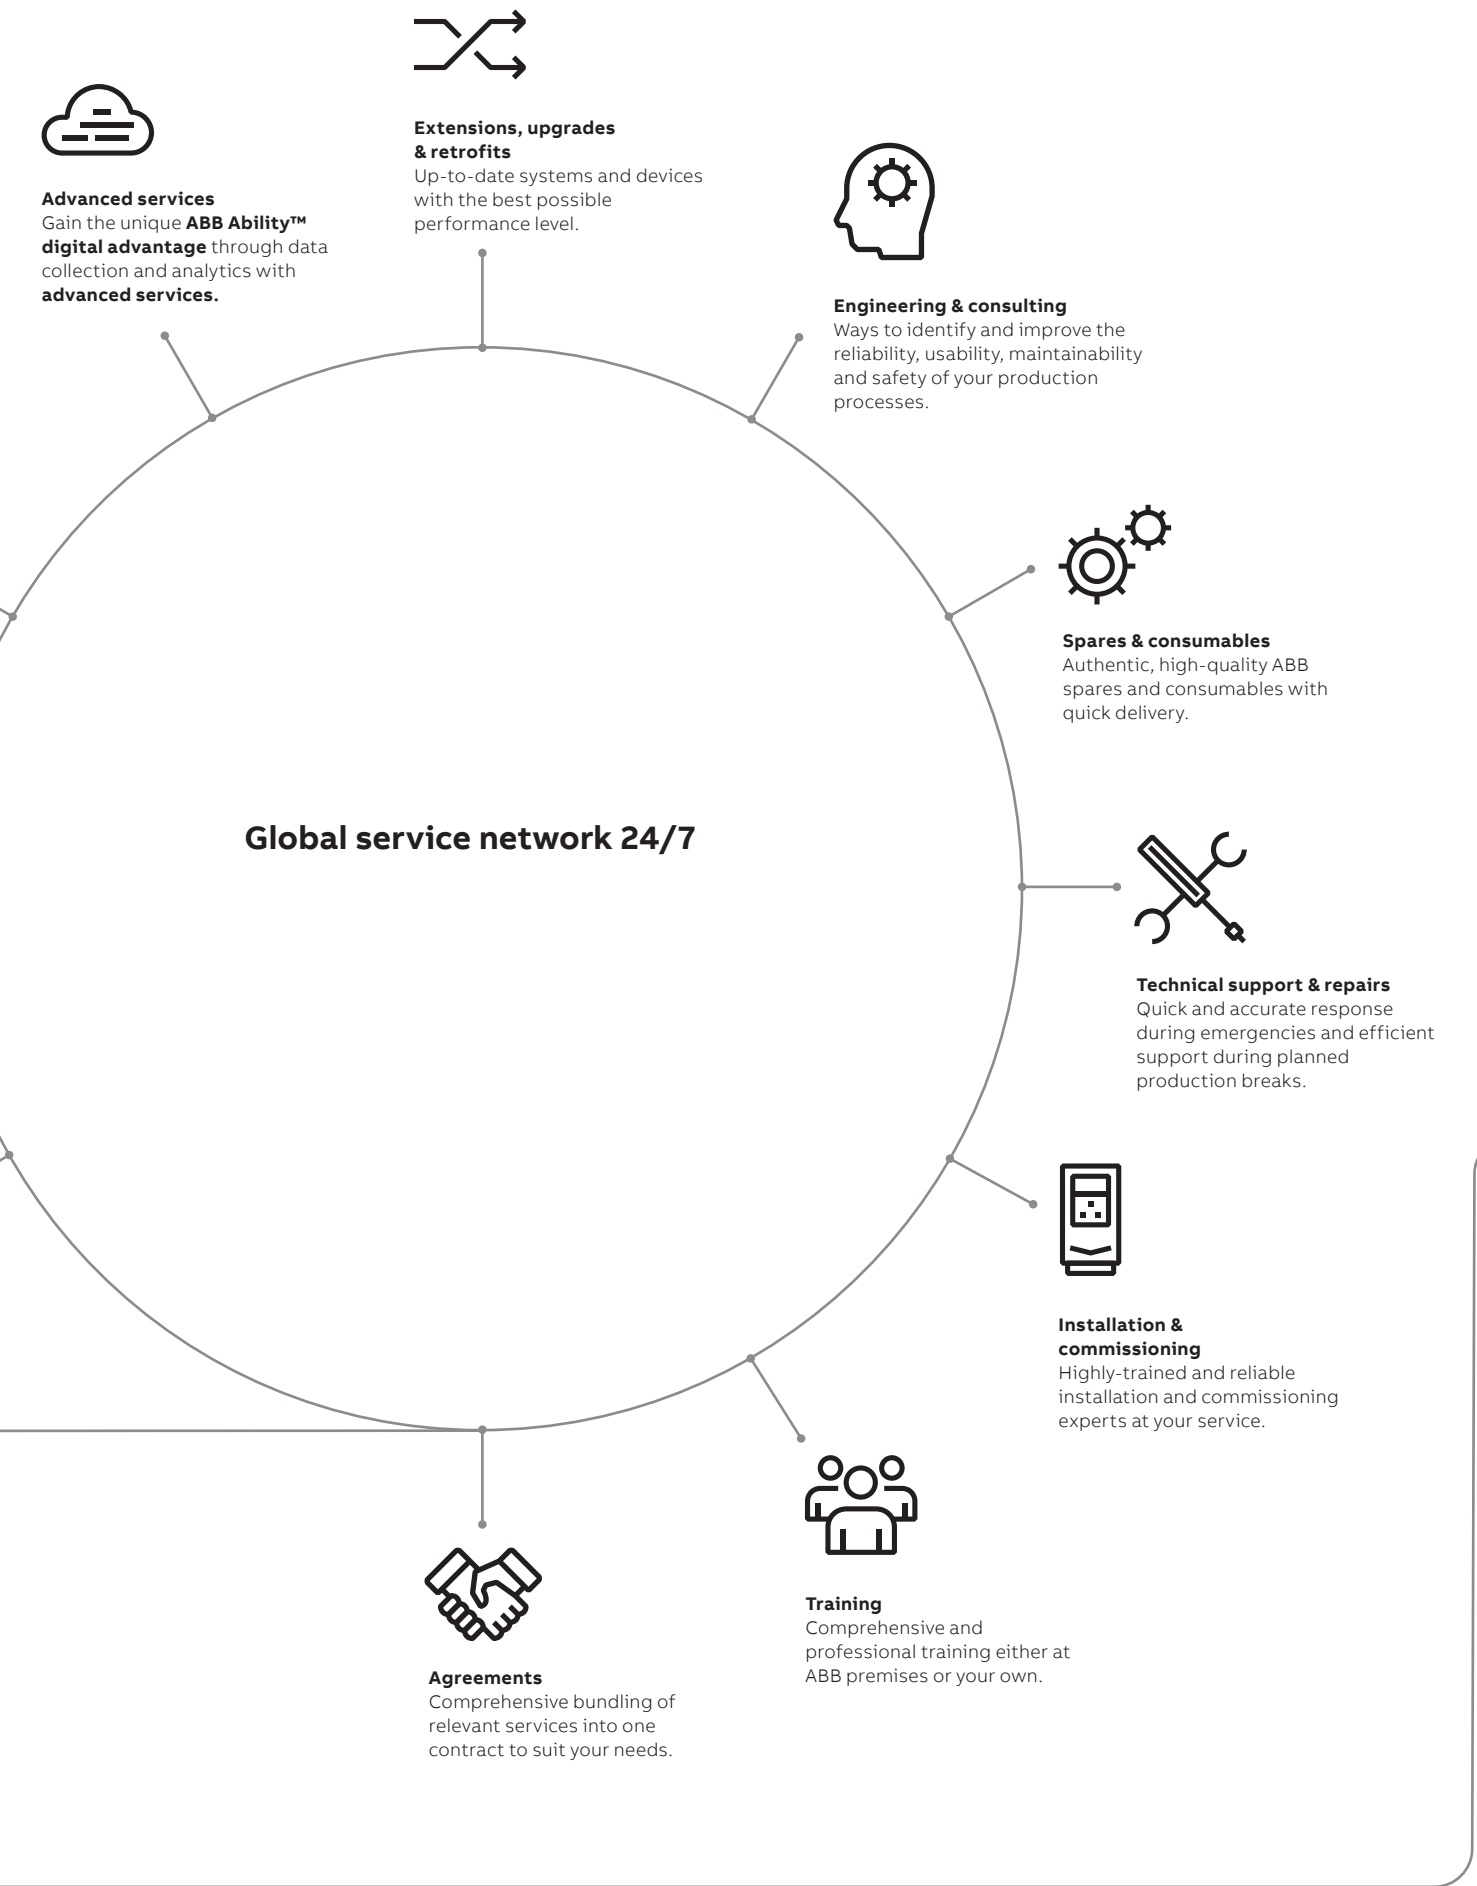 Extensions, upgrades
& retrofits
Up-to-date systems and devices
with the best possible
performance level.
Advanced services
Gain the unique ABB Ability™
digital advantage through data
collection and analytics with
advanced services.
Engineering & consulting
Ways to identify and improve the
reliability, usability, maintainability
and safety of your production
processes.
Spares & consumables
Authentic, high-quality ABB
spares and consumables with
quick delivery.
Global service network 24/7
Technical support & repairs
Quick and accurate response
during emergencies and efficient
support during planned
production breaks.
Installation &
commissioning
Highly-trained and reliable
installation and commissioning
experts at your service.
Training
Comprehensive and
professional training either at
ABB premises or your own.
Agreements
Comprehensive bundling of
relevant services into one
contract to suit your needs.